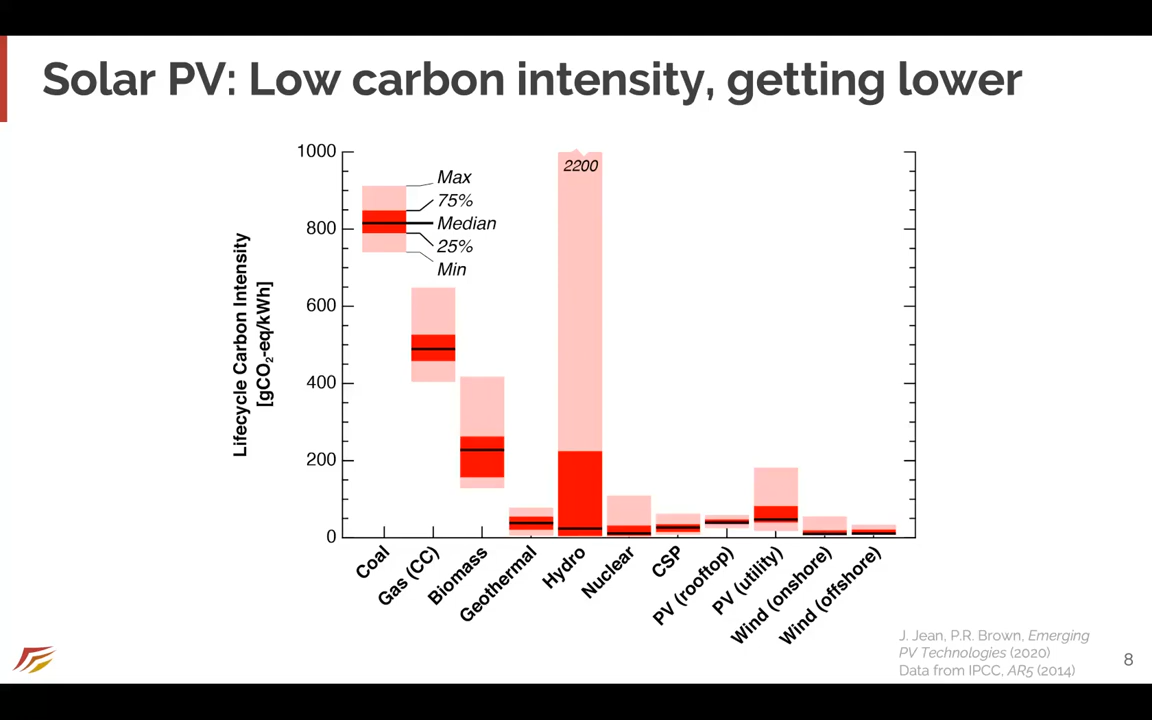 Solar PV: Low carbon intensity, getting lower
Lifecycle Carbon Intensity
[gCO₂-eq/kWh]
1000
800
600
400
200
0
Max
75%
Median
25%
Min
2200
Coal
Gas (CC)
Biomass
Geothermal
Hydro
Nuclear
CSP
PV (rooftop)
PV (utility)
Wind (onshore)
Wind (offshore)
J. Jean, P.R. Brown, Emerging
PV Technologies (2020)
Data from IPCC, AR5 (2014)
8